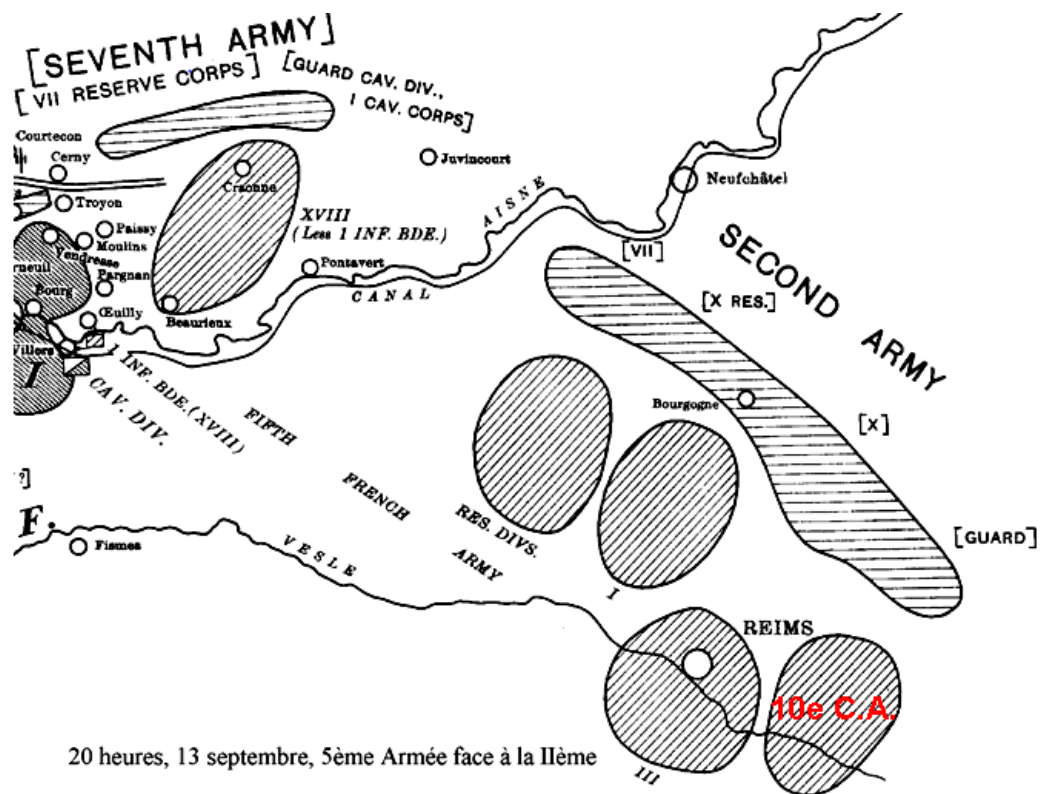 [SEVENTH ARMY]
[VII RESERVE CORPS]
[GUARD CAV. DIV.,
I CAV. CORPS]
Courtecon
Cerny
Juvincourt
Craonne
Neufchâtel
Troyon
XVIII
(Less 1 INF. BDE.)
AISNE
Paissy
Moulins
Vendresse
SECOND ARMY
[VII]
Pontavert
Pargnan
CANAL
[X RES.]
Bourg
Œuilly
Beaurieux
Villers
I
1 INF. BDE. (XVIII)
CAV. DIV.
Bourgogne
[X]
FIFTH
FRENCH
ARMY
RES. DIVS.
F.
Fismes
VESLE
[GUARD]
I
REIMS
10e C.A.
III
20 heures, 13 septembre, 5ème Armée face à la IIème